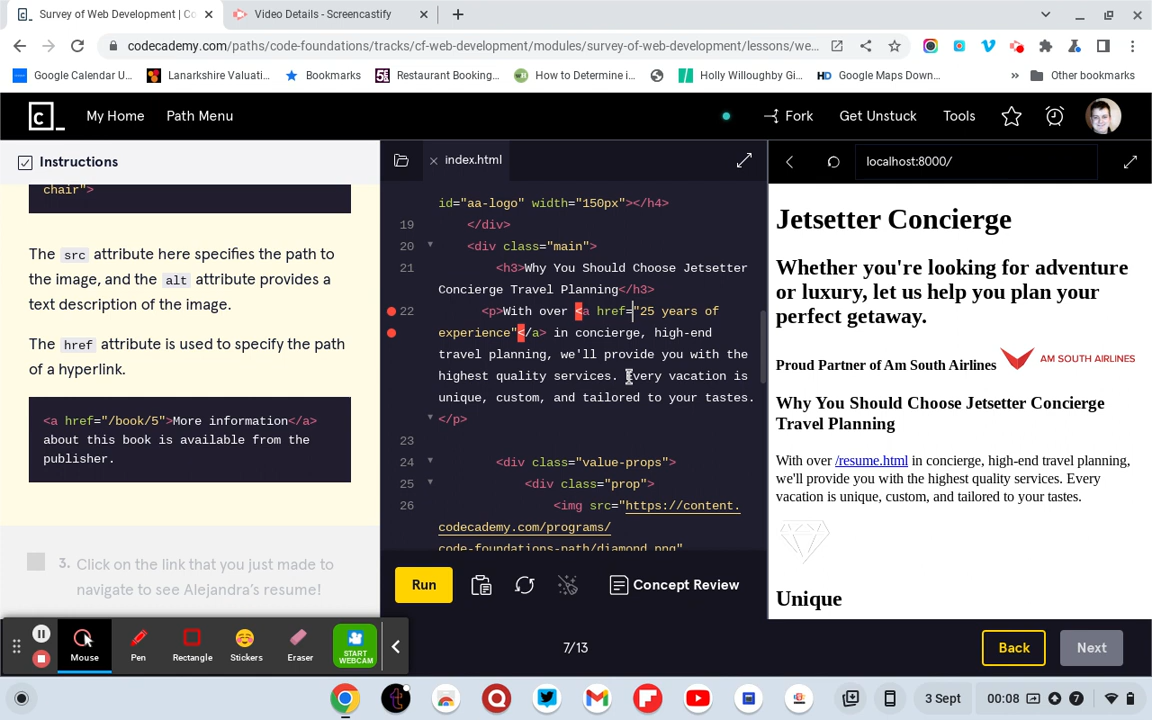 Survey of Web Development | Co
Video Details - Screencastify
codecademy.com/paths/code-foundations/tracks/cf-web-development/modules/survey-of-web-development/lessons/we...
Google Calendar U...
Lanarkshire Valuati...
Bookmarks
Restaurant Booking...
How to Determine i...
Holly Willoughby Gi...
Google Maps Down...
»
Other bookmarks
c_
My Home
Path Menu
Fork
Get Unstuck
Tools
Instructions
index.html
localhost:8000/
chair">
The src attribute here specifies the path to
the image, and the alt attribute provides a
text description of the image.
The href attribute is used to specify the path
of a hyperlink.
<a href="/book/5">More information</a>
about this book is available from the
publisher.
3. Click on the link that you just made to
navigate to see Alejandra's resume!
id="aa-logo" width="150px"></h4>
19 </div>
20 <div class="main">
21 <h3>Why You Should Choose Jetsetter
Concierge Travel Planning</h3>
22 <p>With over <a href="25 years of
experience"</a> in concierge, high-end
travel planning, we'll provide you with the
highest quality services. Every vacation is
unique, custom, and tailored to your tastes.
</p>
23
24 <div class="value-props">
25 <div class="prop">
26 <img src="https://content.
codecademy.com/programs/
code-foundations-path/diamond.png"
Run
Concept Review
Jetsetter Concierge
Whether you're looking for adventure
or luxury, let us help you plan your
perfect getaway.
Proud Partner of Am South Airlines
AM SOUTH AIRLINES
Why You Should Choose Jetsetter Concierge
Travel Planning
With over /resume.html in concierge, high-end travel planning,
we'll provide you with the highest quality services. Every
vacation is unique, custom, and tailored to your tastes.
Unique
Mouse
Pen
Rectangle
Stickers
Eraser
START
WEBCAM
7/13
Back
Next
3 Sept
00:08
7